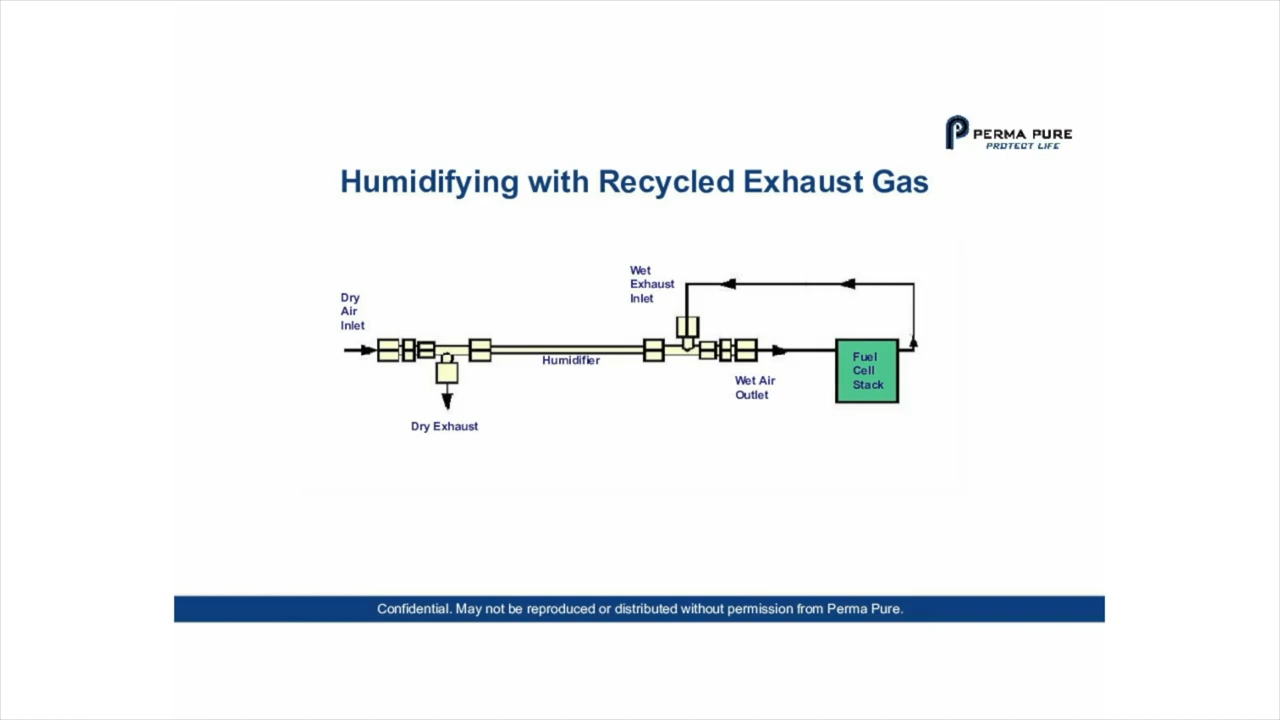 PERMA PURE
PROTECT LIFE
Humidifying with Recycled Exhaust Gas
Wet
Exhaust
Inlet
Dry
Air
Inlet
Humidifier
Fuel
Cell
Stack
Wet Air
Outlet
Dry Exhaust
Confidential. May not be reproduced or distributed without permission from Perma Pure.